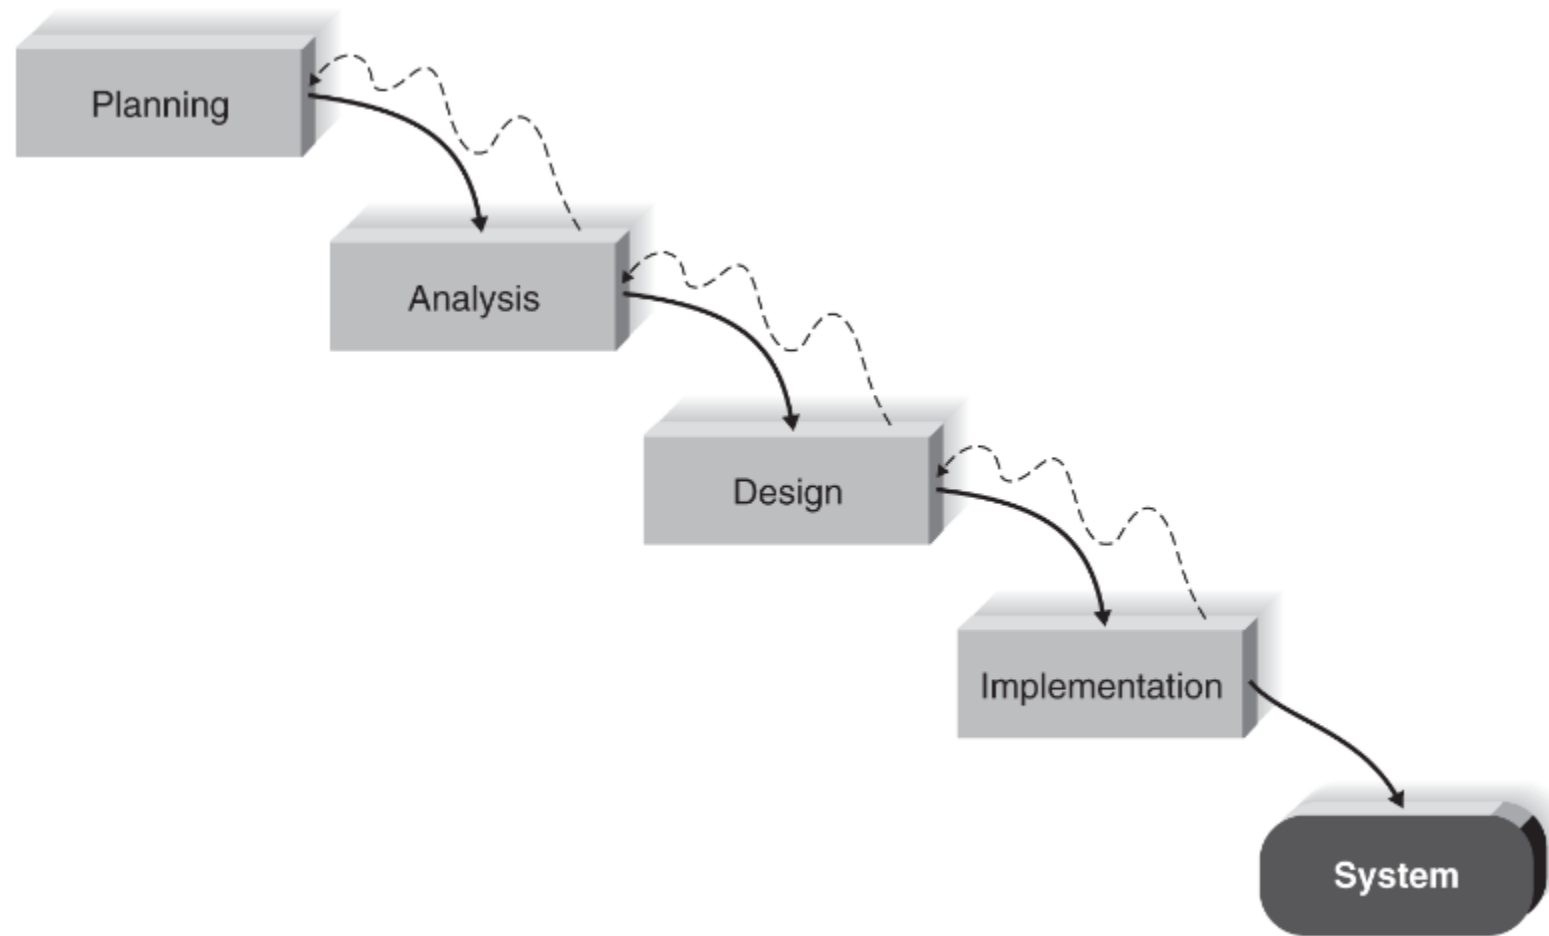 Planning
Analysis
Design
Implementation
System